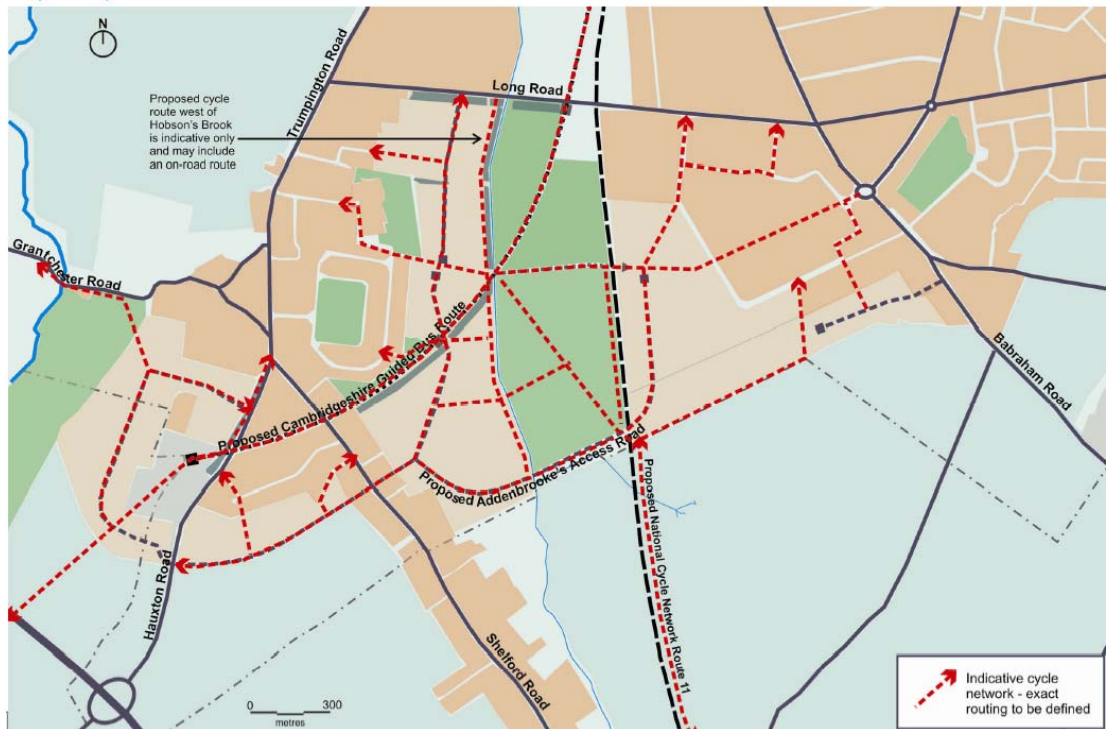 N
Trumpington Road
Long Road
Proposed cycle
route west of
Hobson's Brook
is indicative only
and may include
an on-road route
Grantchester Road
Proposed Cambridgeshire Guided Bus Route
Babraham Road
Proposed Addenbrooke's Access Road
Proposed National Cycle Network Route 11
Hauxton Road
Shelford Road
0 300
metres
Indicative cycle
network - exact
routing to be defined